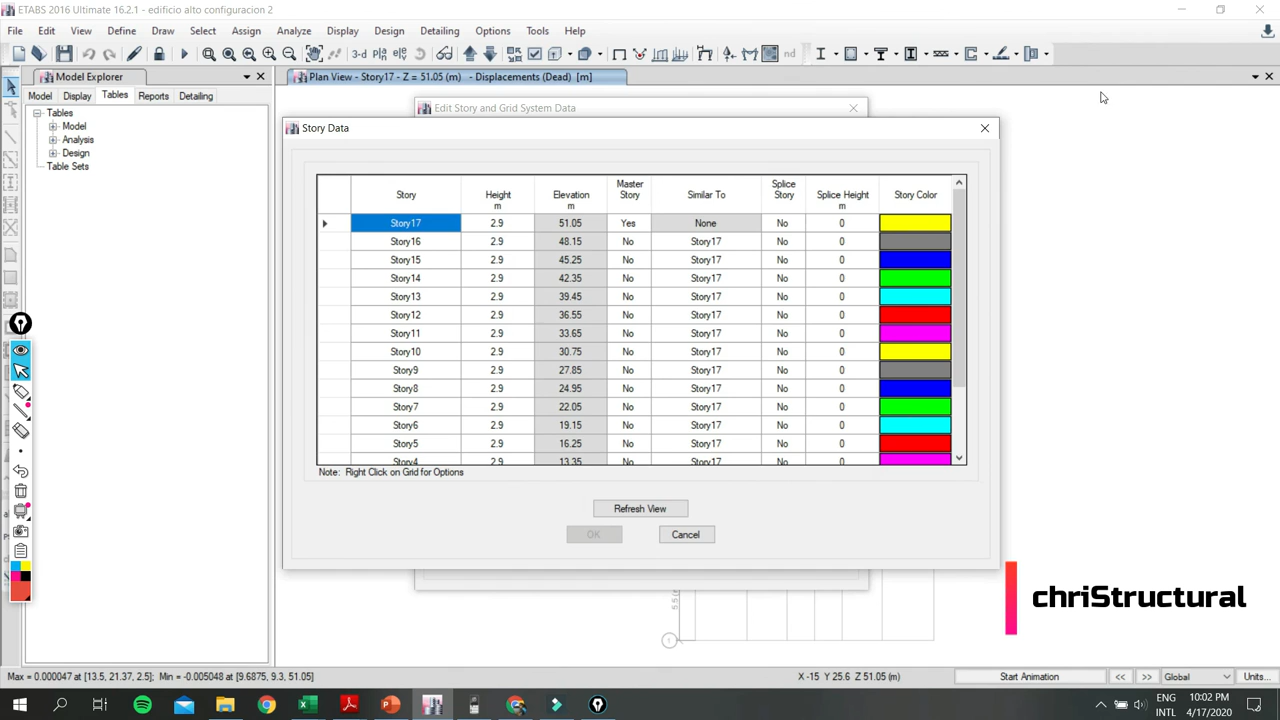 ETABS 2016 Ultimate 16.2.1 - edificio alto configuracion 2
File Edit View Define Draw Select Assign Analyze Display Design Detailing Options Tools Help
3-d pla nd
Model Explorer
Plan View - Story17 - Z = 51.05 (m) - Displacements (Dead) [m]
Model Display Tables Reports Detailing
Tables
Model
Analysis
Design
Table Sets
Edit Story and Grid System Data
Story Data
Story Height m Elevation m Master Story Similar To Splice Story Splice Height m Story Color
Story17 2.9 51.05 Yes None No 0
Story16 2.9 48.15 No Story17 No 0
Story15 2.9 45.25 No Story17 No 0
Story14 2.9 42.35 No Story17 No 0
Story13 2.9 39.45 No Story17 No 0
Story12 2.9 36.55 No Story17 No 0
Story11 2.9 33.65 No Story17 No 0
Story10 2.9 30.75 No Story17 No 0
Story9 2.9 27.85 No Story17 No 0
Story8 2.9 24.95 No Story17 No 0
Story7 2.9 22.05 No Story17 No 0
Story6 2.9 19.15 No Story17 No 0
Story5 2.9 16.25 No Story17 No 0
Story4 2.9 13.35 No Story17 No 0
Note: Right Click on Grid for Options
Refresh View
OK Cancel
chriStructural
Max = 0.000047 at [13.5, 21.37, 2.5]; Min = -0.005048 at [9.6875, 9.3, 51.05]
X -15 Y 25.6 Z 51.05 (m)
Start Animation << >> Global Units...
ENG 10:02 PM
INTL 4/17/2020